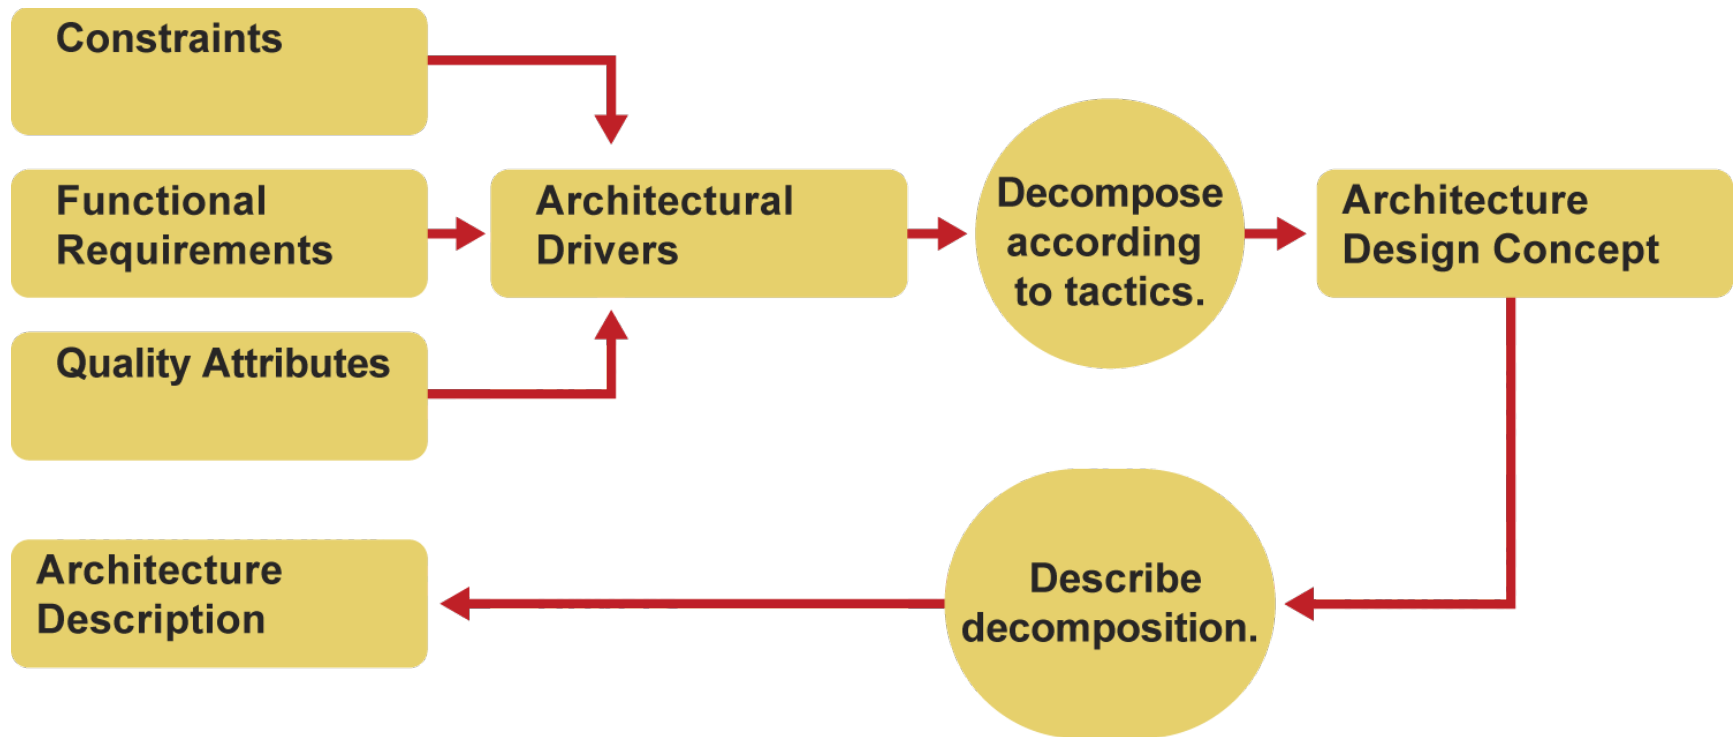 Constraints
Functional
Requirements
Quality Attributes
Architectural
Drivers
Decompose
according
to tactics.
Architecture
Design Concept
Describe
decomposition.
Architecture
Description